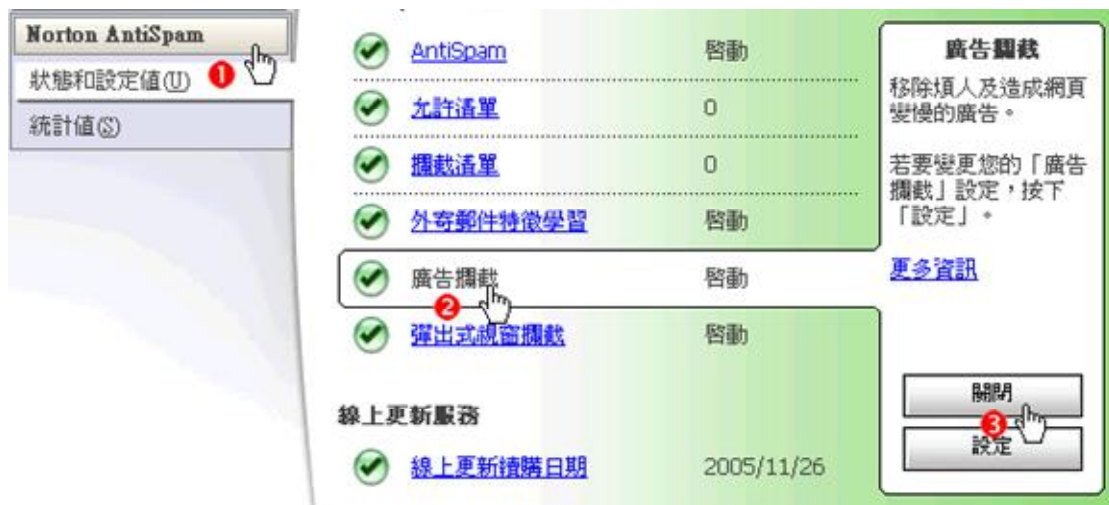 Norton AntiSpam
1
狀態和設定值(U)
統計值(S)
AntiSpam 啟動
允許清單 0
攔截清單 0
外寄郵件特徵學習 啟動
廣告攔截 啟動
2
彈出式視窗攔截 啟動
線上更新服務
線上更新續購日期 2005/11/26
廣告攔截
移除煩人及造成網頁
變慢的廣告。
若要變更您的「廣告
攔截」設定,按下
「設定」。
更多資訊
關閉
3
設定